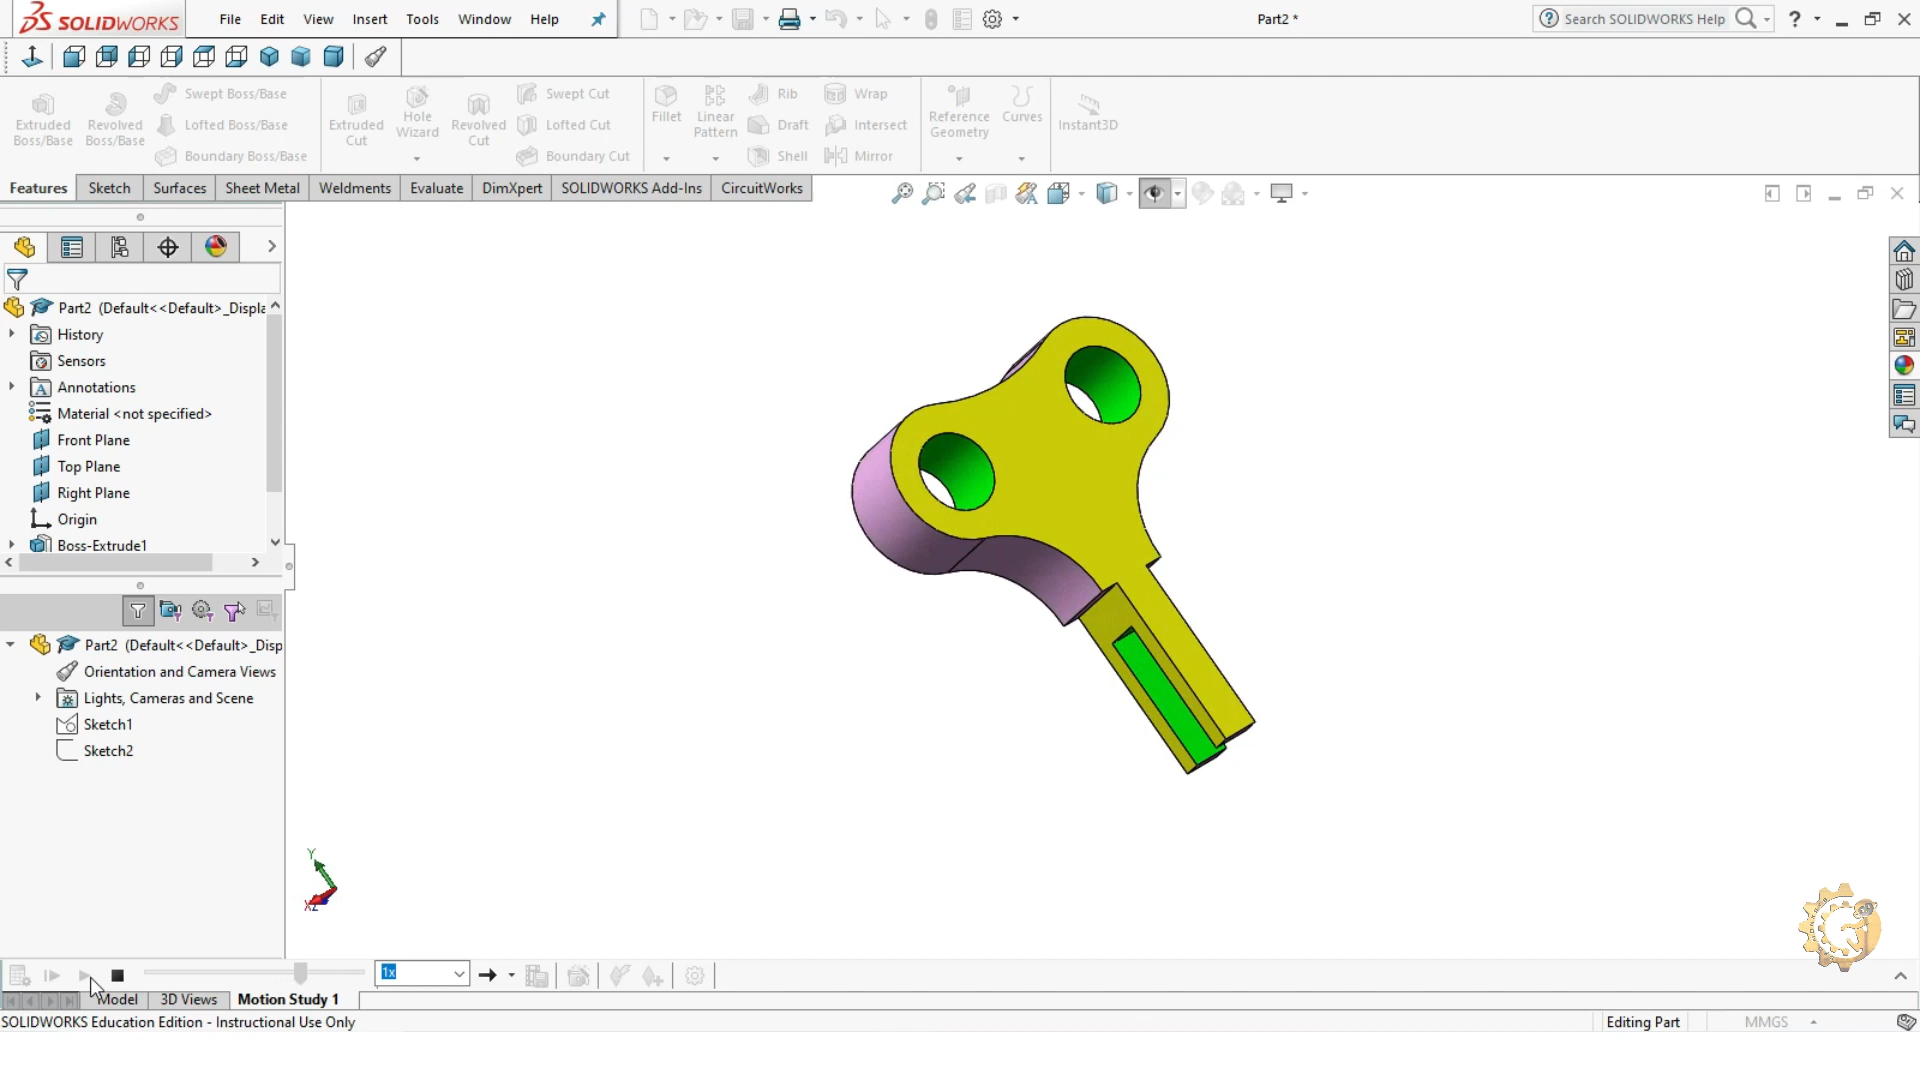 SOLIDWORKS File Edit View Insert Tools Window Help Part2 * Search SOLIDWORKS Help ?
Extruded Boss/Base
Revolved Boss/Base
Swept Boss/Base
Lofted Boss/Base
Boundary Boss/Base
Extruded Cut
Hole Wizard
Revolved Cut
Swept Cut
Lofted Cut
Boundary Cut
Fillet
Linear Pattern
Rib
Draft
Shell
Wrap
Intersect
Mirror
Reference Geometry
Curves
Instant3D
Features Sketch Surfaces Sheet Metal Weldments Evaluate DimXpert SOLIDWORKS Add-Ins CircuitWorks
Part2 (Default<<Default>_Displa
History
Sensors
Annotations
Material <not specified>
Front Plane
Top Plane
Right Plane
Origin
Boss-Extrude1
Part2 (Default<<Default>_Disp
Orientation and Camera Views
Lights, Cameras and Scene
Sketch1
Sketch2
Y
X
Z
1x
Model 3D Views Motion Study 1
SOLIDWORKS Education Edition - Instructional Use Only Editing Part MMGS